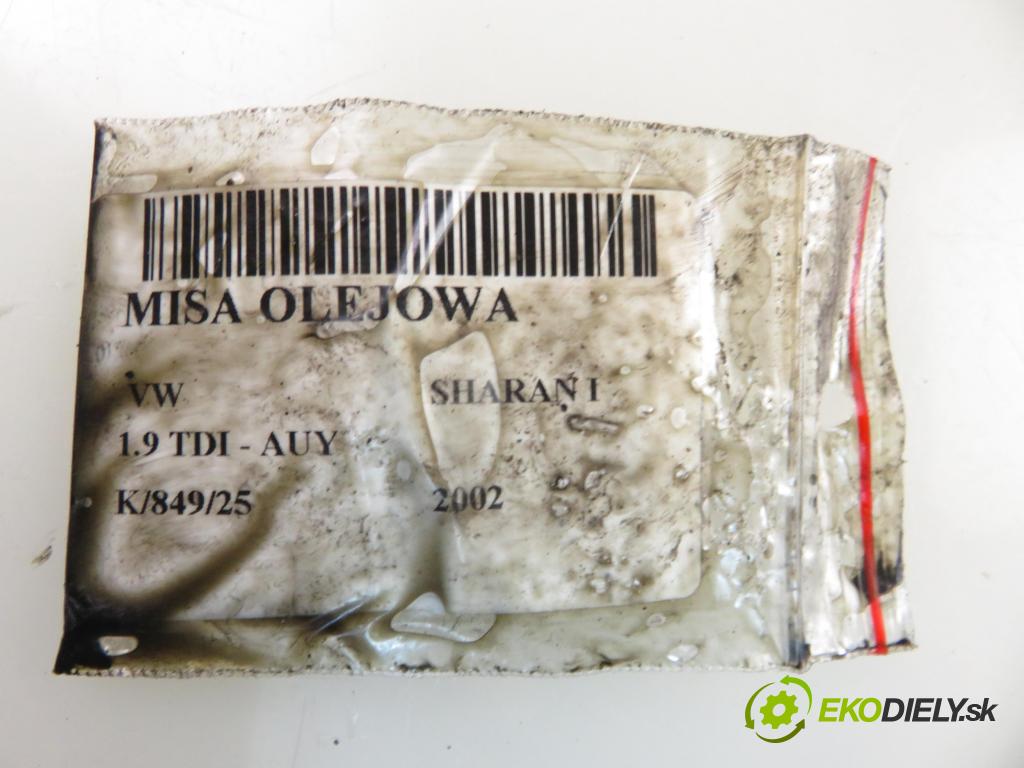 MISA OLEJOWA
VW SHARAN I
1.9 TDI - AUY
K/849/25 2002
EKODIELY.sk